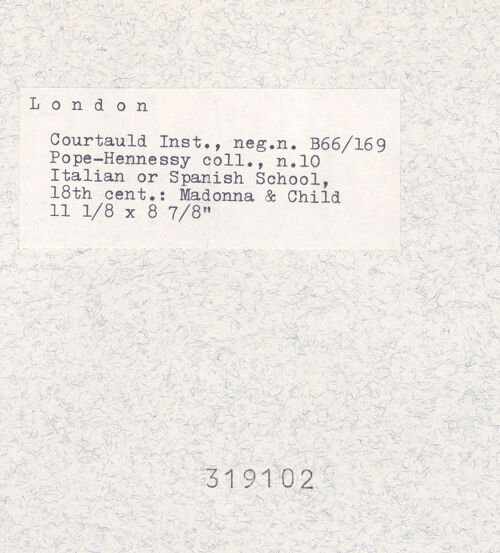 London
Courtauld Inst., neg.n. B66/169
Pope-Hennessy coll., n.10
Italian or Spanish School,
18th cent.: Madonna & Child
11 1/8 x 8 7/8"
319102